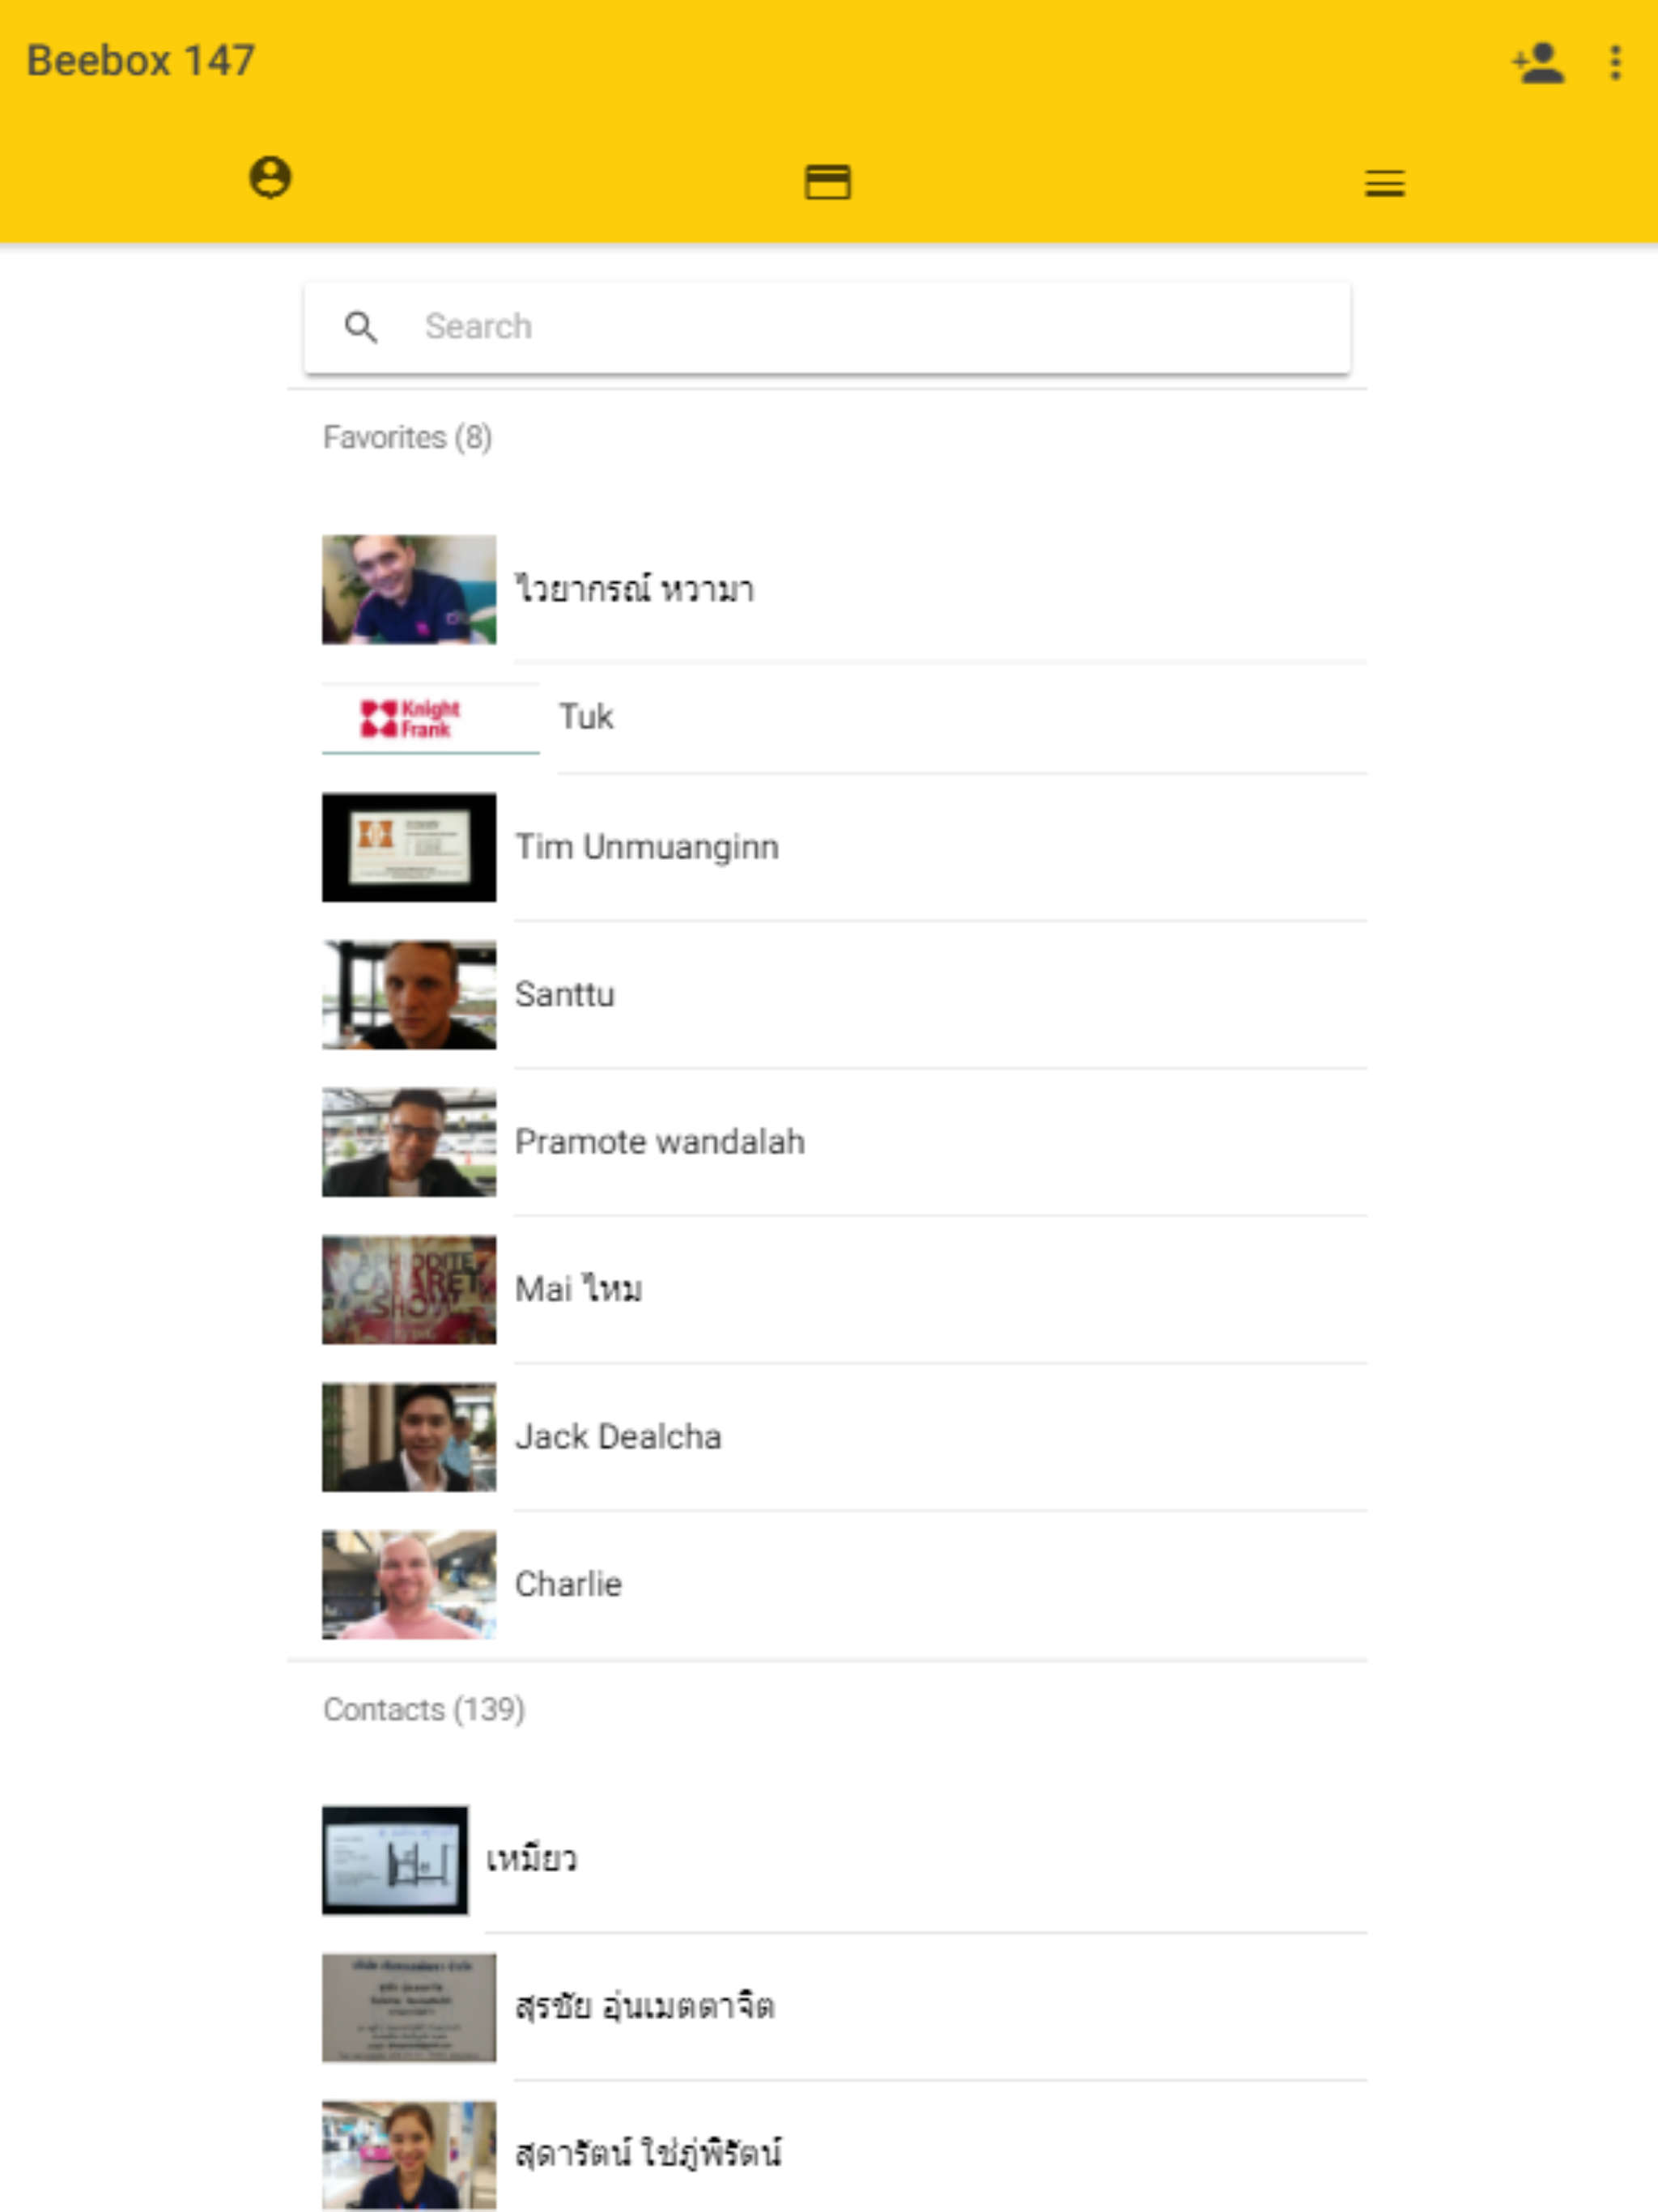 Beebox 147
Search
Favorites (8)
ไวยากรณ์ หวามา
Knight
Frank
Tuk
Tim Unmuanginn
Santtu
Pramote wandalah
APHRODITE
CABARET
SHOW
Mai ไหม
Jack Dealcha
Charlie
Contacts (139)
เหมียว
สุรชัย อุ่นเมตตาจิต
สุดารัตน์ ใช่ภู่พิรัตน์